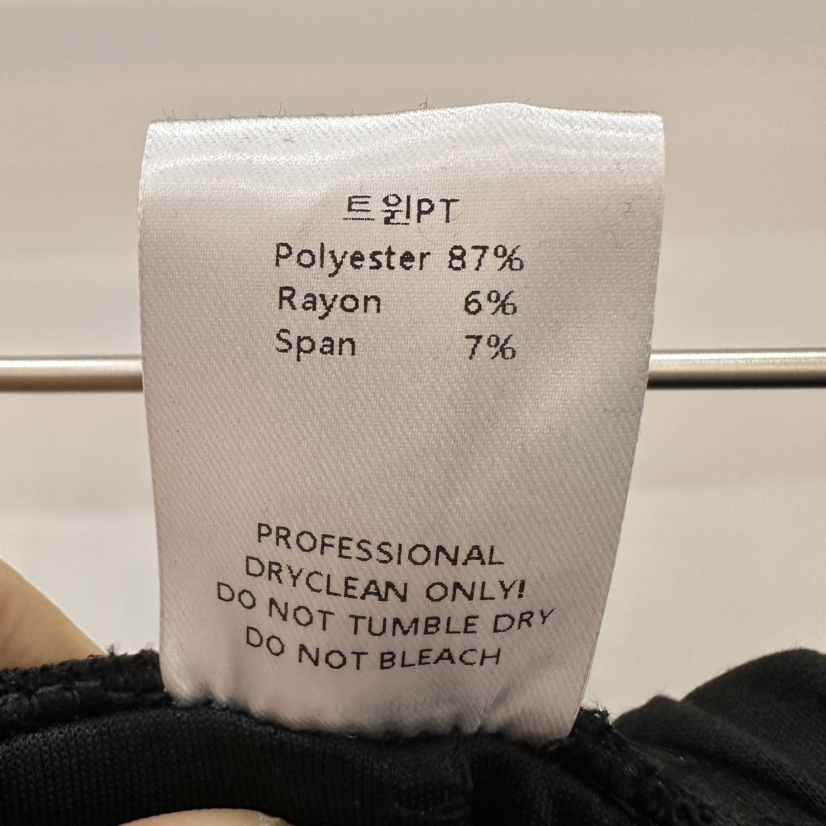 트윈PT
Polyester 87%
Rayon 6%
Span 7%
PROFESSIONAL
DRYCLEAN ONLY!
DO NOT TUMBLE DRY
DO NOT BLEACH